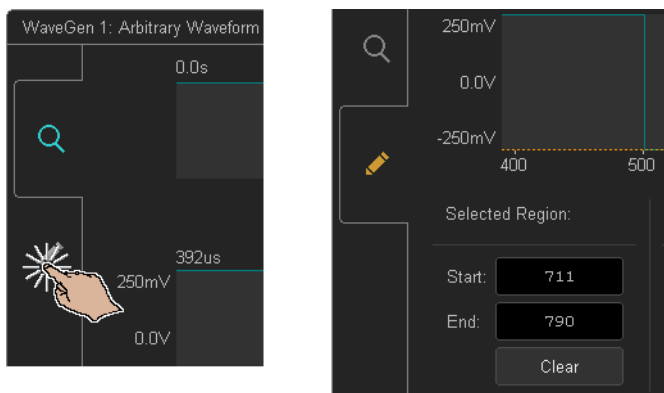 WaveGen 1: Arbitrary Waveform
0.0s
392us
250mV
0.0V
250mV
0.0V
-250mV
400 500
Selected Region:
Start: 711
End: 790
Clear